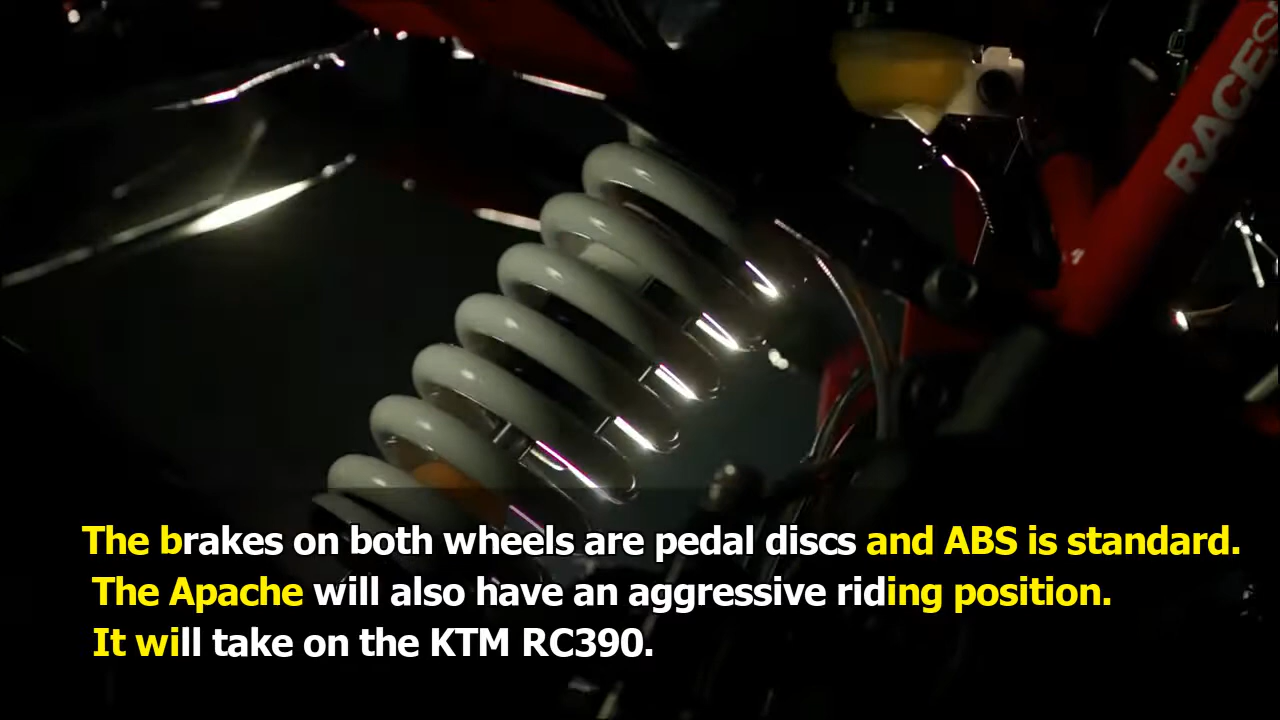 RACES
The brakes on both wheels are pedal discs and ABS is standard.
The Apache will also have an aggressive riding position.
It will take on the KTM RC390.